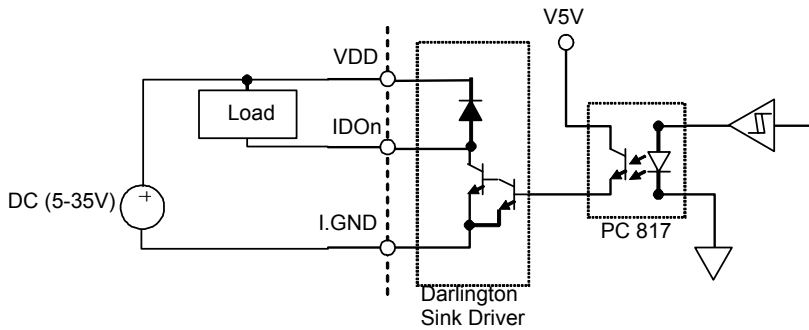 V5V
VDD
Load
IDOn
DC (5-35V)
+
I.GND
PC 817
Darlington
Sink Driver